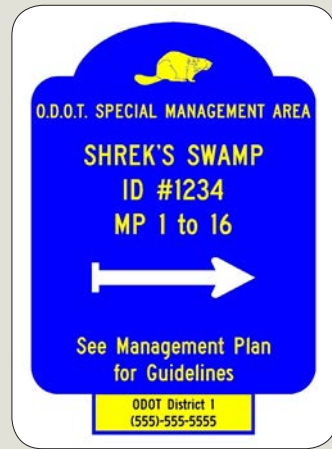 O.D.O.T. SPECIAL MANAGEMENT AREA
SHREK'S SWAMP
ID #1234
MP 1 to 16
See Management Plan
for Guidelines
ODOT District 1
(555)-555-5555